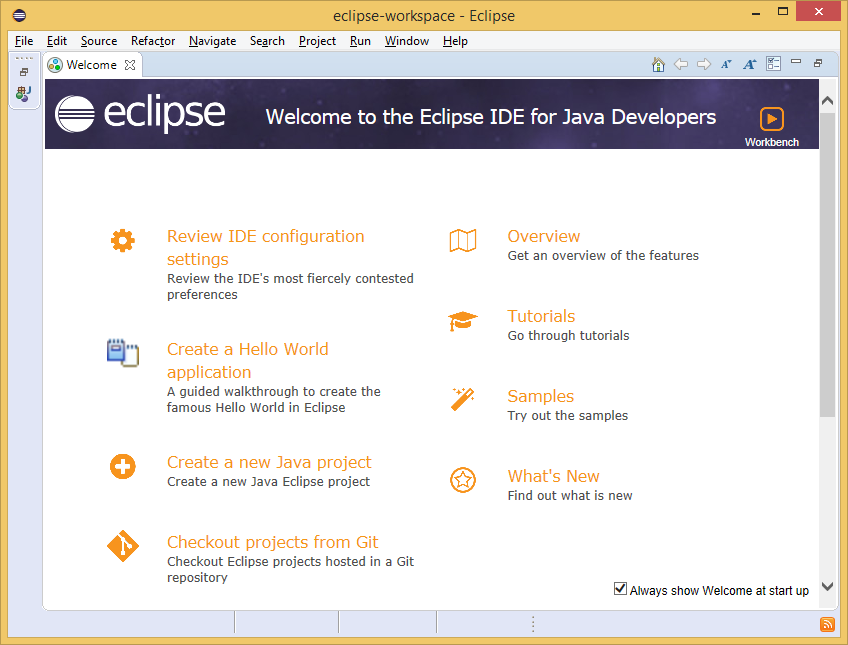 eclipse-workspace - Eclipse
File Edit Source Refactor Navigate Search Project Run Window Help
Welcome
eclipse
Welcome to the Eclipse IDE for Java Developers
Workbench
Review IDE configuration
settings
Review the IDE's most fiercely contested
preferences
Create a Hello World
application
A guided walkthrough to create the
famous Hello World in Eclipse
Create a new Java project
Create a new Java Eclipse project
Checkout projects from Git
Checkout Eclipse projects hosted in a Git
repository
Overview
Get an overview of the features
Tutorials
Go through tutorials
Samples
Try out the samples
What's New
Find out what is new
Always show Welcome at start up